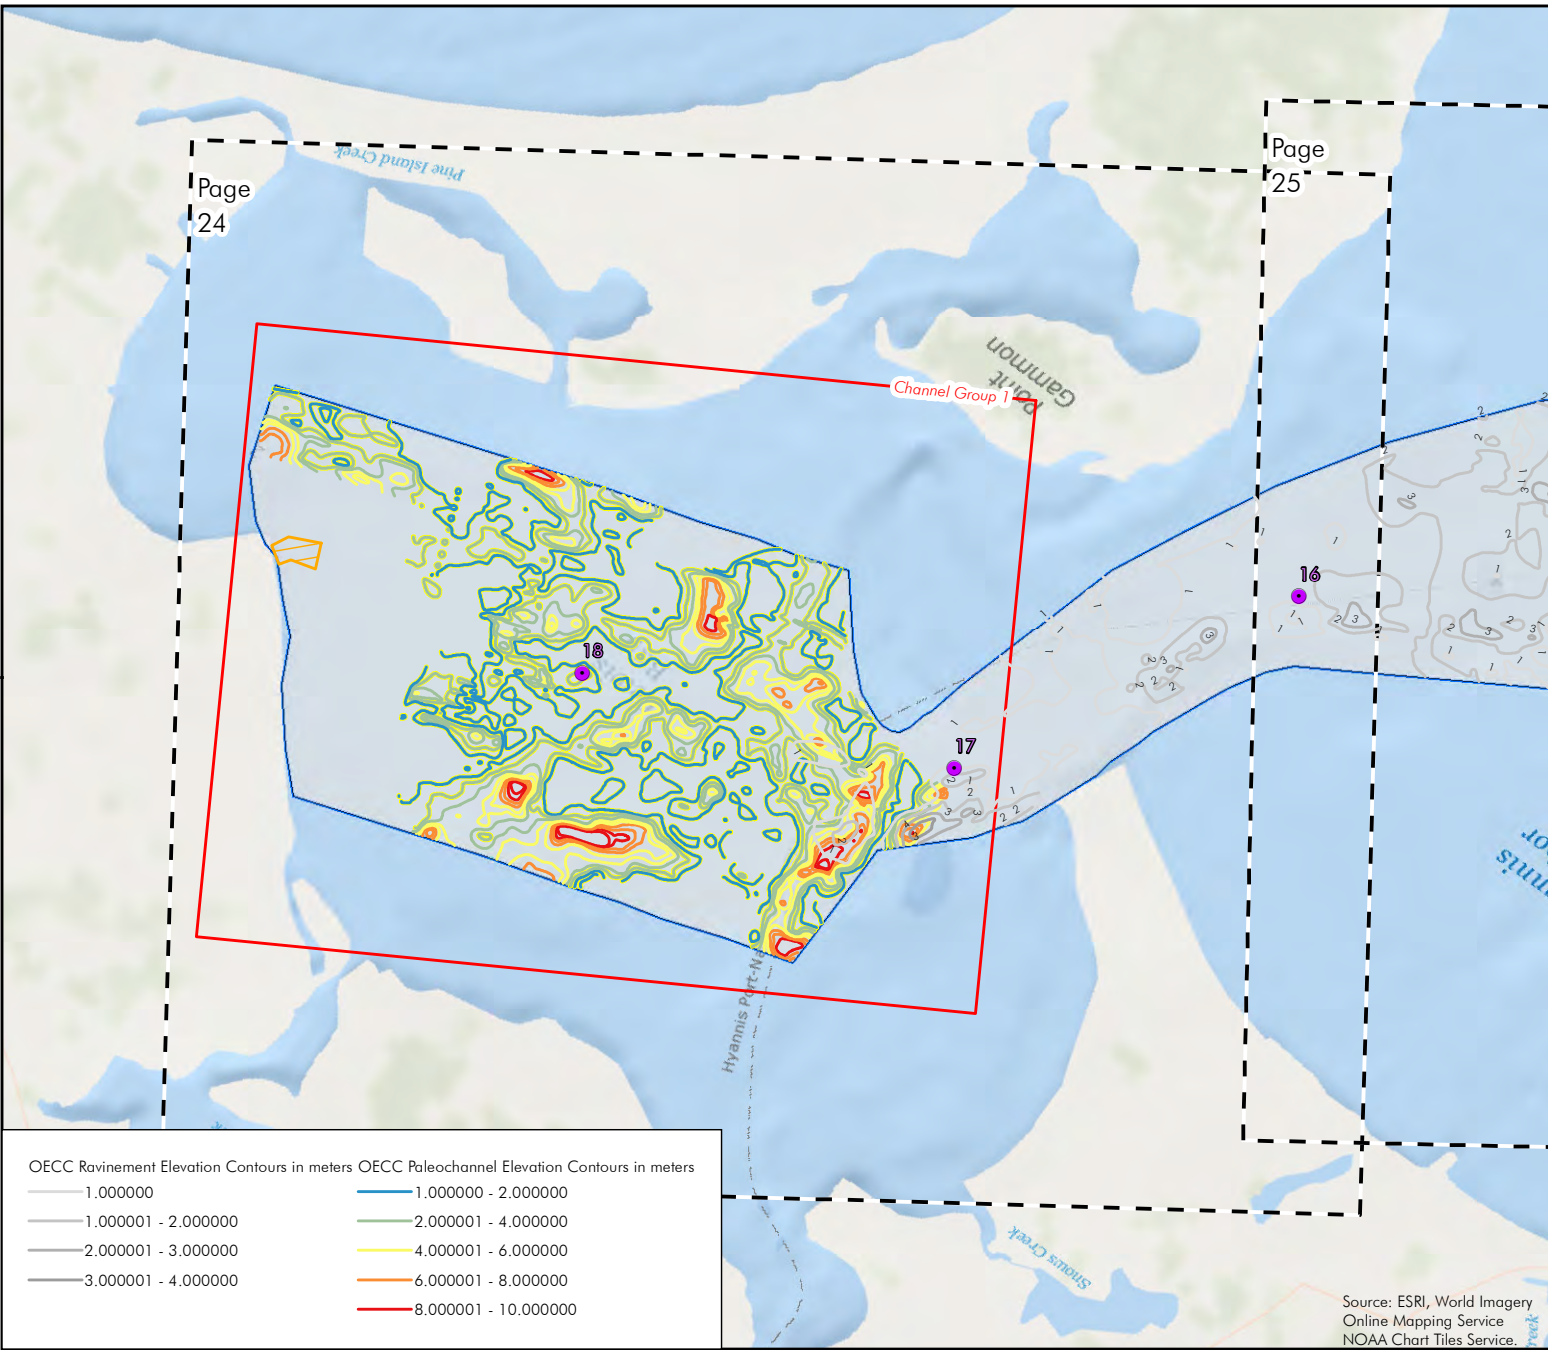 Page
25
Pine Island Creek
Page
24
Point
Gammon
Channel Group 1
16
18
17
Hyannis Port-Na
Snows Creek
OECC Ravinement Elevation Contours in meters
1.000000
1.000001 - 2.000000
2.000001 - 3.000000
3.000001 - 4.000000
OECC Paleochannel Elevation Contours in meters
1.000000 - 2.000000
2.000001 - 4.000000
4.000001 - 6.000000
6.000001 - 8.000000
8.000001 - 10.000000
Source: ESRI, World Imagery
Online Mapping Service
NOAA Chart Tiles Service.